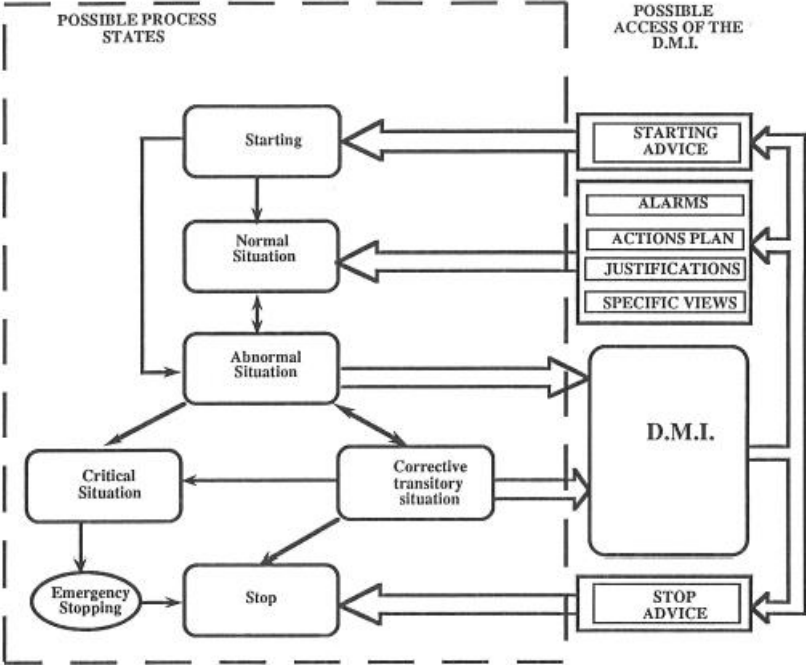 POSSIBLE PROCESS
STATES
POSSIBLE
ACCESS OF THE
D.M.I.
Starting
STARTING
ADVICE
Normal
Situation
ALARMS
ACTIONS PLAN
JUSTIFICATIONS
SPECIFIC VIEWS
Abnormal
Situation
D.M.I.
Critical
Situation
Corrective
transitory
situation
Emergency
Stopping
Stop
STOP
ADVICE